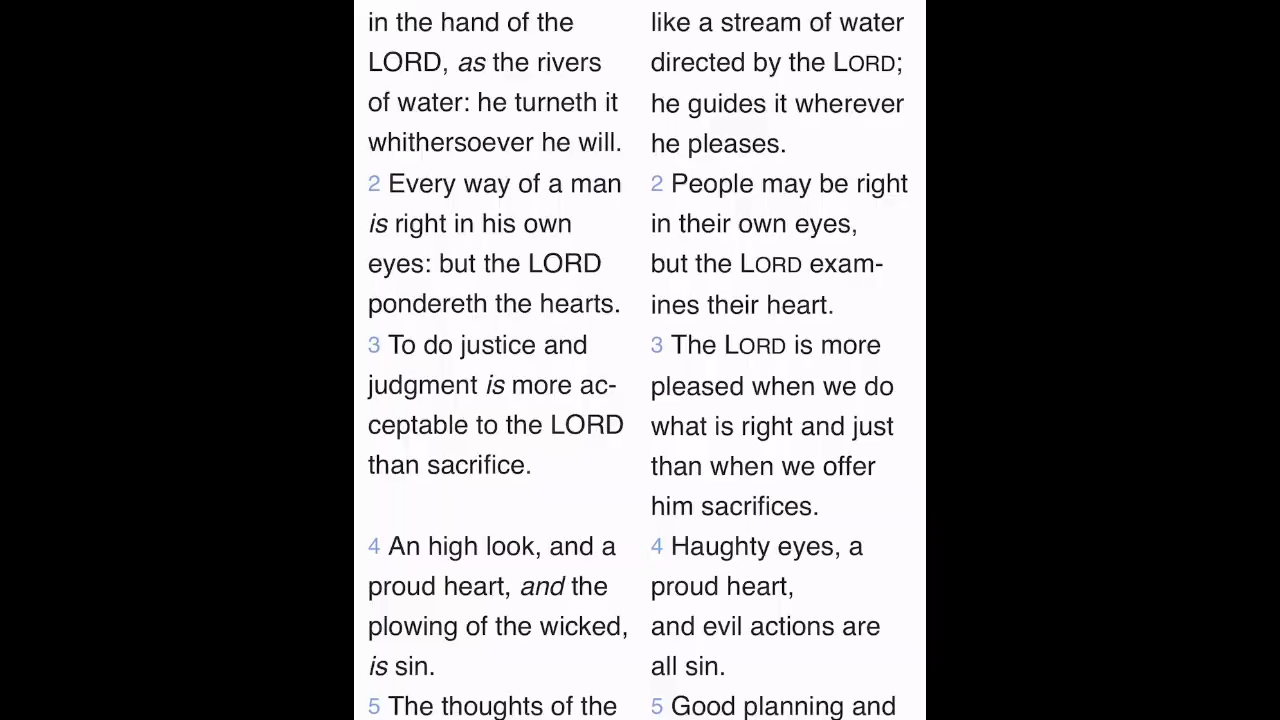 in the hand of the
LORD, as the rivers
of water: he turneth it
whithersoever he will.
2 Every way of a man
is right in his own
eyes: but the LORD
pondereth the hearts.
3 To do justice and
judgment is more ac-
ceptable to the LORD
than sacrifice.
4 An high look, and a
proud heart, and the
plowing of the wicked,
is sin.
5 The thoughts of the
like a stream of water
directed by the LORD;
he guides it wherever
he pleases.
2 People may be right
in their own eyes,
but the LORD exam-
ines their heart.
3 The LORD is more
pleased when we do
what is right and just
than when we offer
him sacrifices.
4 Haughty eyes, a
proud heart,
and evil actions are
all sin.
5 Good planning and